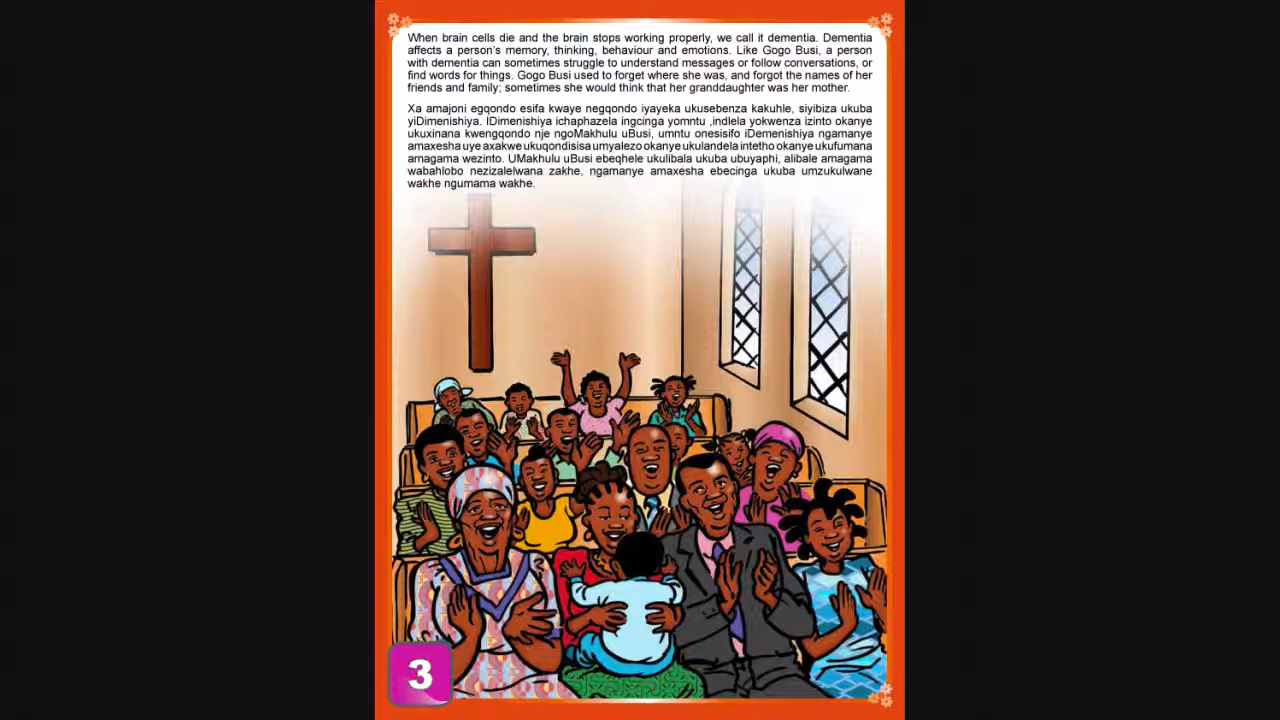 When brain cells die and the brain stops working properly, we call it dementia. Dementia
affects a person's memory, thinking, behaviour and emotions. Like Gogo Busi, a person
with dementia can sometimes struggle to understand messages or follow conversations, or
find words for things. Gogo Busi used to forget where she was, and forgot the names of her
friends and family; sometimes she would think that her granddaughter was her mother.
Xa amajoni egqondo esifa kwaye negqondo iyayeka ukusebenza kakuhle, siyibiza ukuba
yiDimenishiya. IDimenishiya ichaphazela ingcinga yomntu ,indlela yokwenza izinto okanye
ukuxinana kwengqondo nje ngoMakhulu uBusi, umntu onesisifo iDemenishiya ngamanye
amaxesha uye axakwe ukuqondisisa umyalezo okanye ukulandela intetho okanye ukufumana
amagama wezinto. UMakhulu uBusi ebeqhele ukulibala ukuba ubuyaphi, alibale amagama
wabahlobo nezizalelwana zakhe, ngamanye amaxesha ebecinga ukuba umzukulwane
wakhe ngumama wakhe.
3